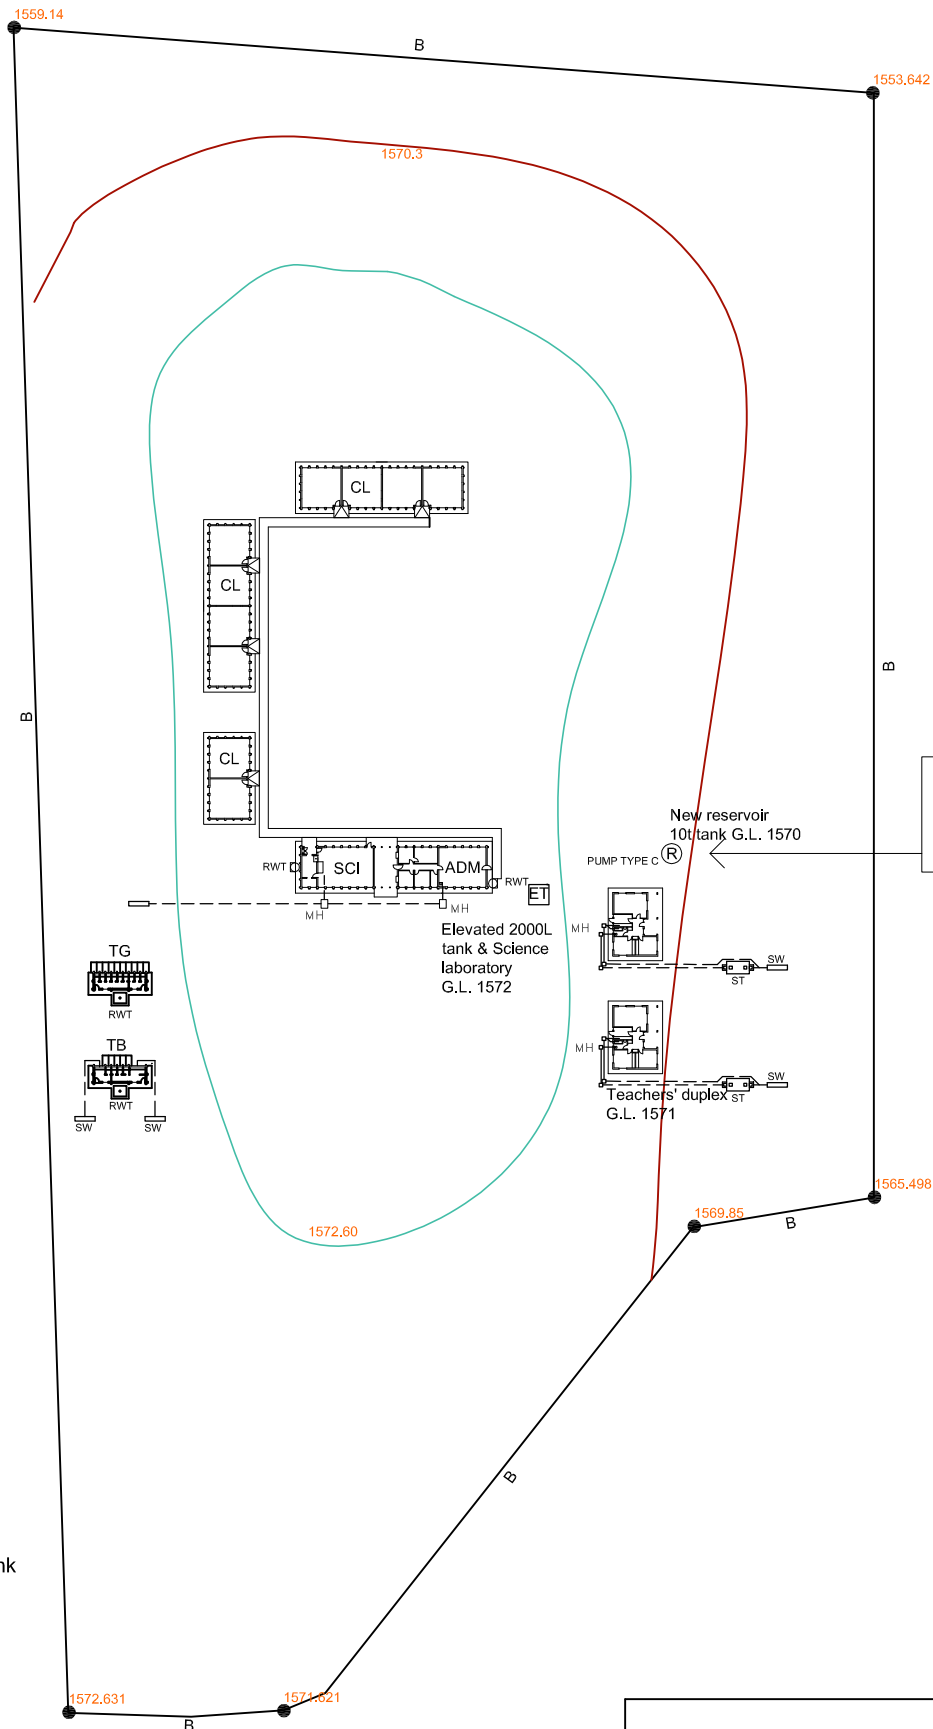 1559.14
B
1553.642
1570.3
CL
CL
B
B
CL
New reservoir
10t tank G.L. 1570
PUMP TYPE C R
RWT SCI ADM RWT
ET
MH MH
Elevated 2000L
tank & Science
laboratory
G.L. 1572
MH
TG
SW
ST
RWT
TB
MH
SW
ST
RWT
Teachers' duplex
G.L. 1571
SW SW
1565.498
1569.85
B
1572.60
B
nk
1572.631
1571.621
B